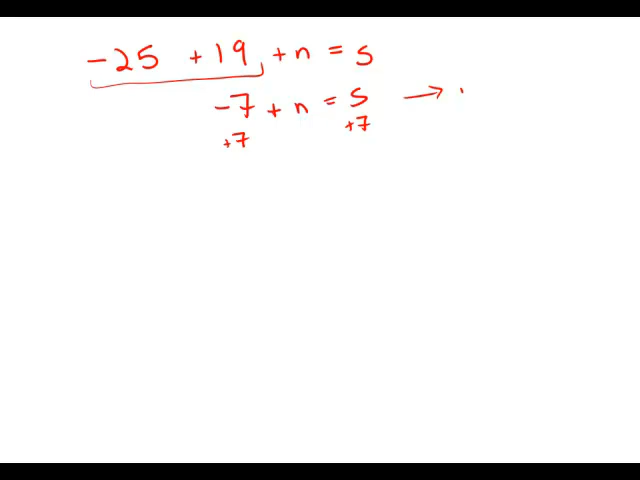 -25 +19 + n = 5
-7 + n = 5 →
+7 +7